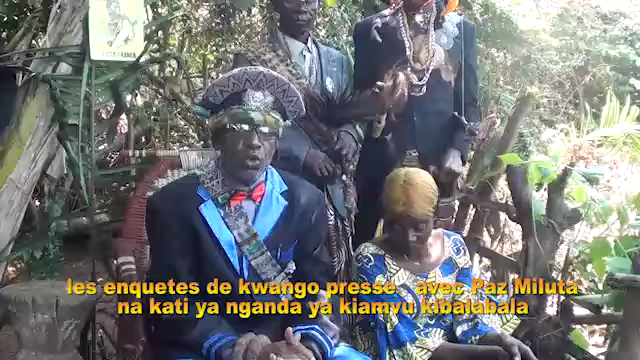 les enquetes de kwango presse , avec Paz Miluta
na kati ya nganda ya kiamvu kibalabala